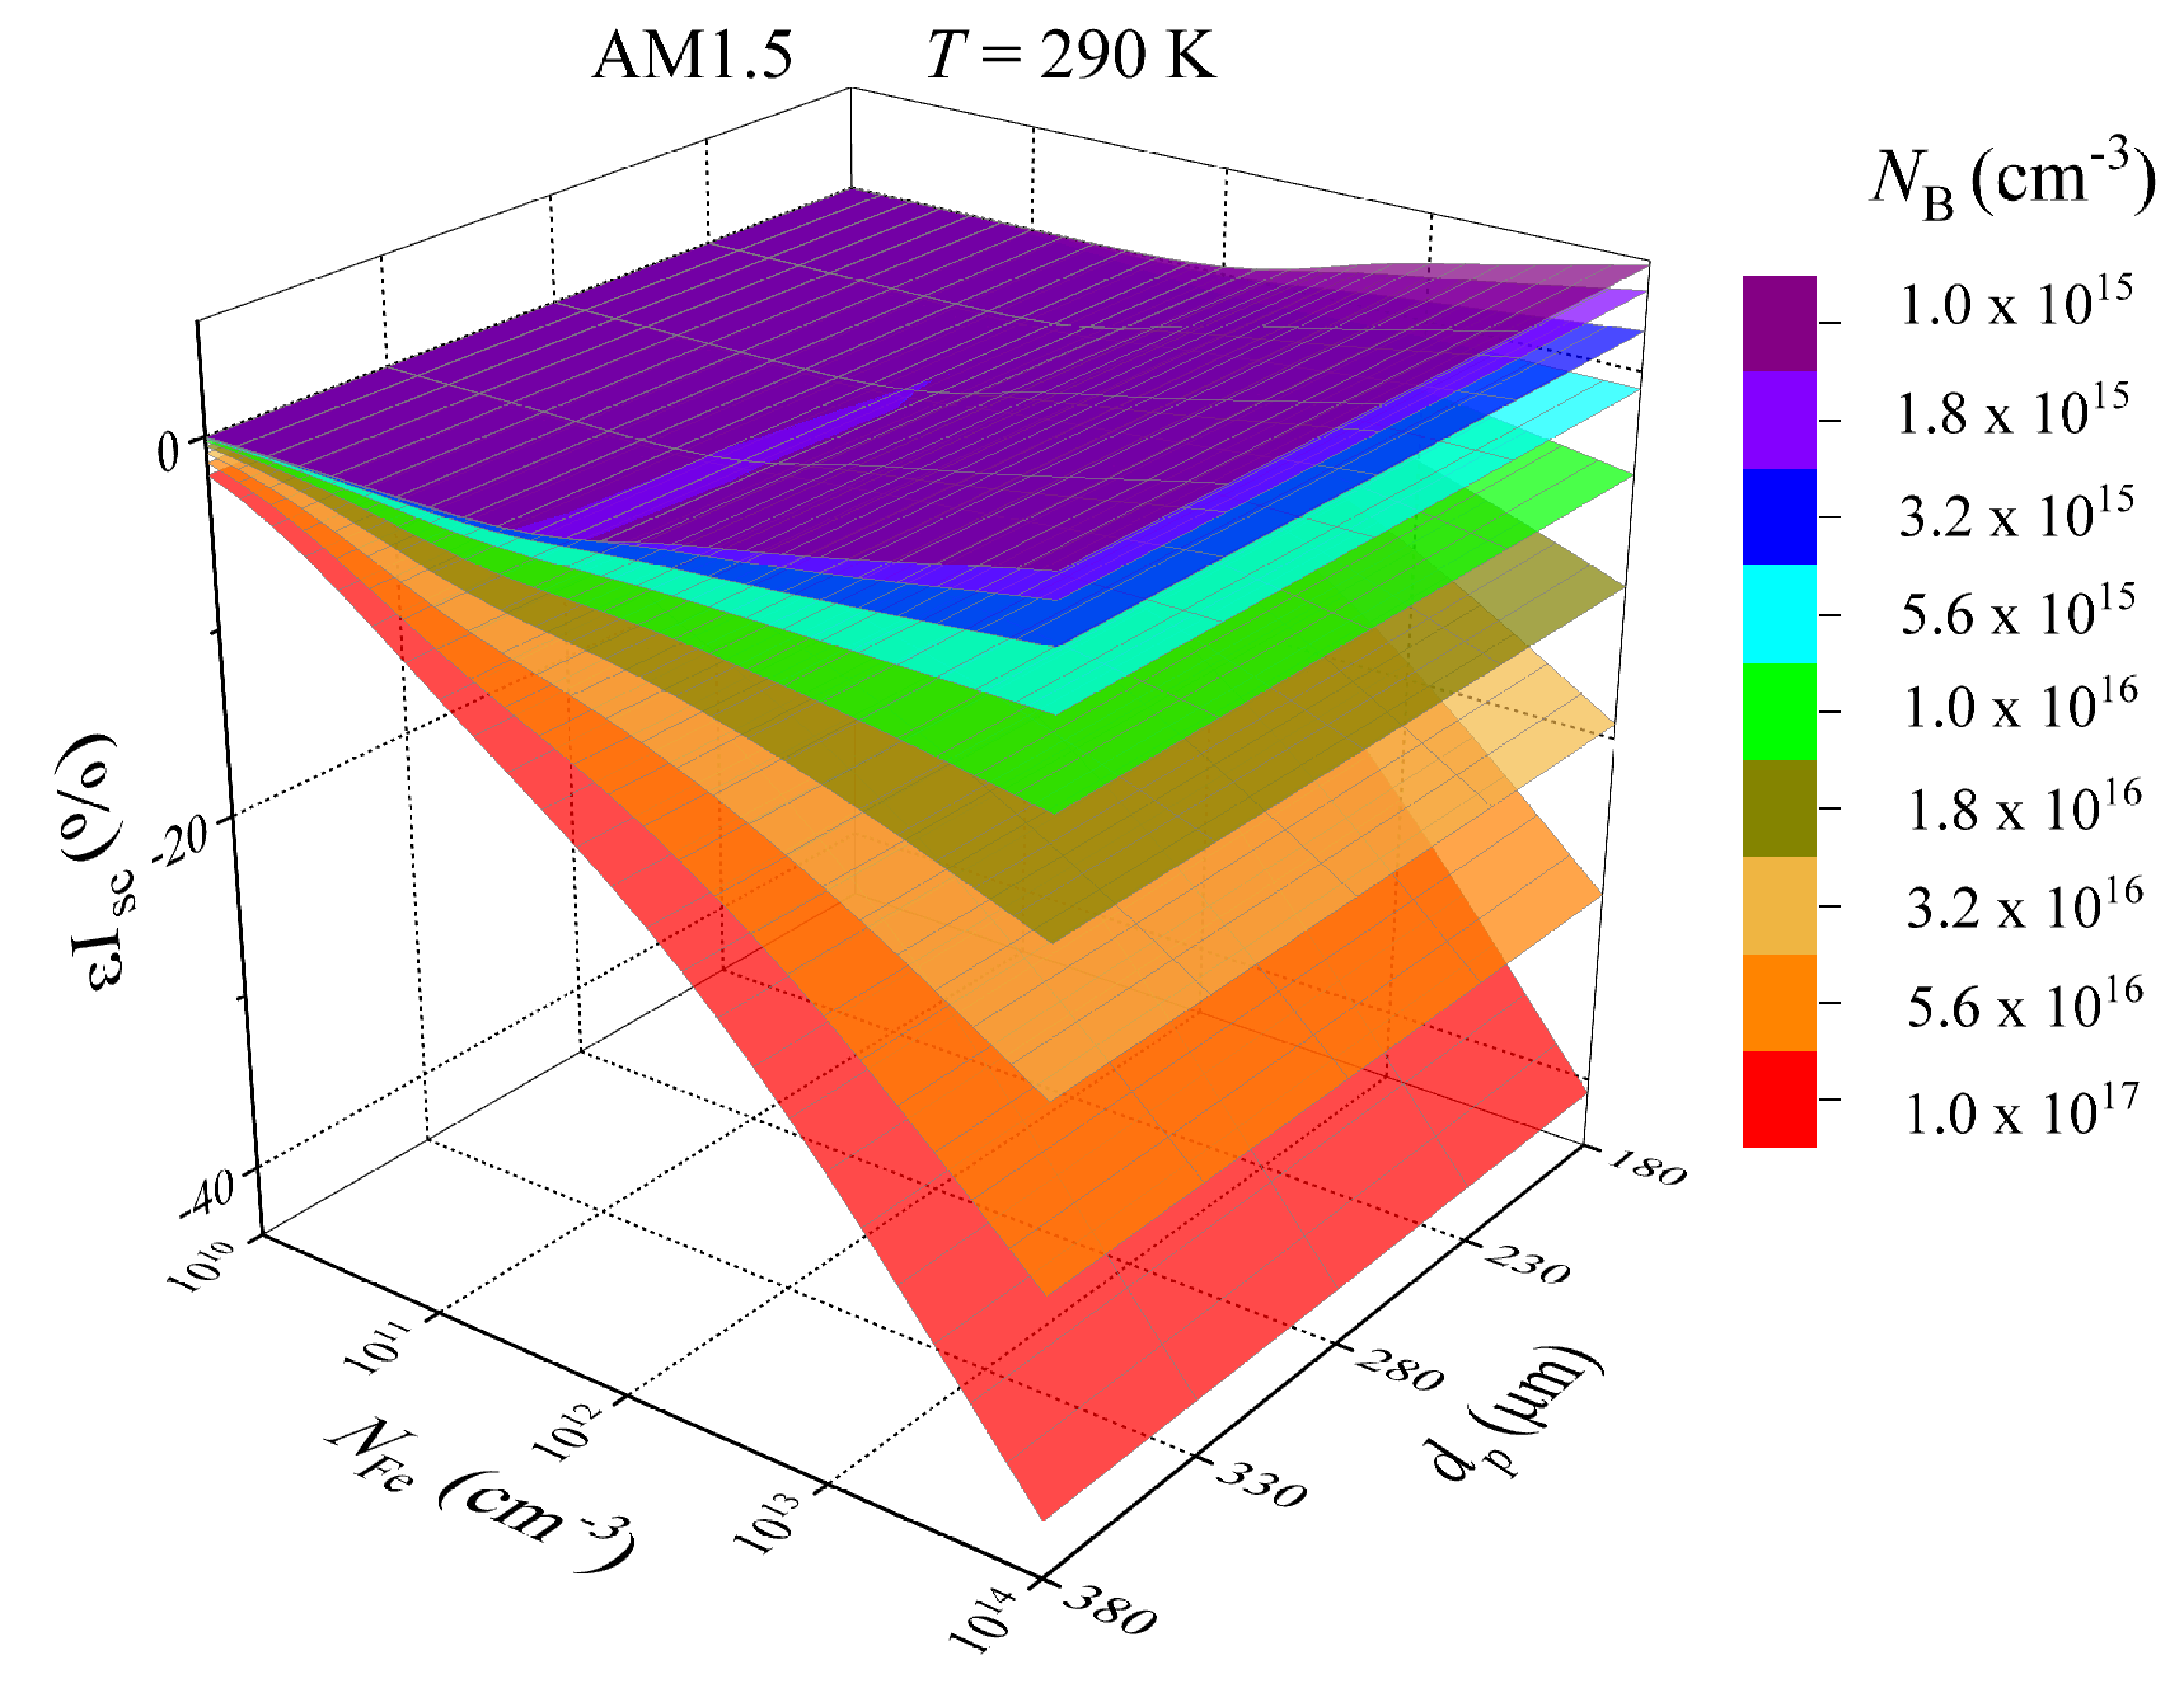 AM1.5 T = 290 K
N_B (cm^-3)
1.0 x 10^15
1.8 x 10^15
3.2 x 10^15
5.6 x 10^15
1.0 x 10^16
1.8 x 10^16
3.2 x 10^16
5.6 x 10^16
1.0 x 10^17
εI_sc (%)
0
-20
-40
N_Fe (cm^-3)
10^10
10^11
10^12
10^13
10^14
d_p (μm)
180
230
280
330
380